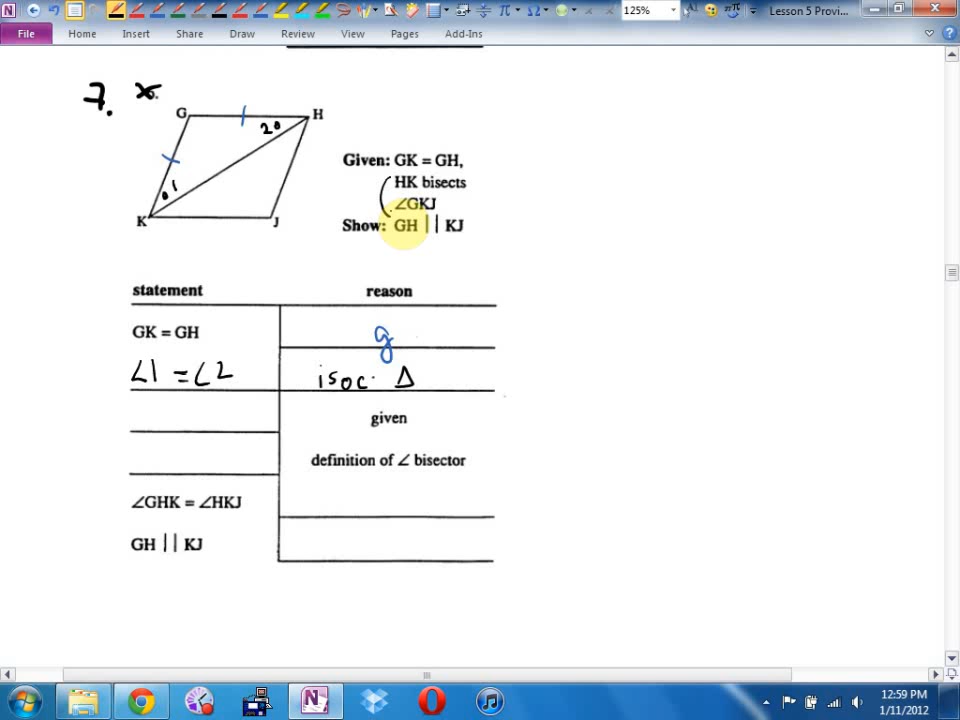 125%
Lesson 5 Provi...
File Home Insert Share Draw Review View Pages Add-Ins
7.
G H
20
1
K J
Given: GK = GH,
HK bisects
∠GKJ
Show: GH || KJ
statement reason
GK = GH g
∠1 = ∠2 isoc. Δ
given
definition of ∠ bisector
∠GHK = ∠HKJ
GH || KJ
12:59 PM
1/11/2012